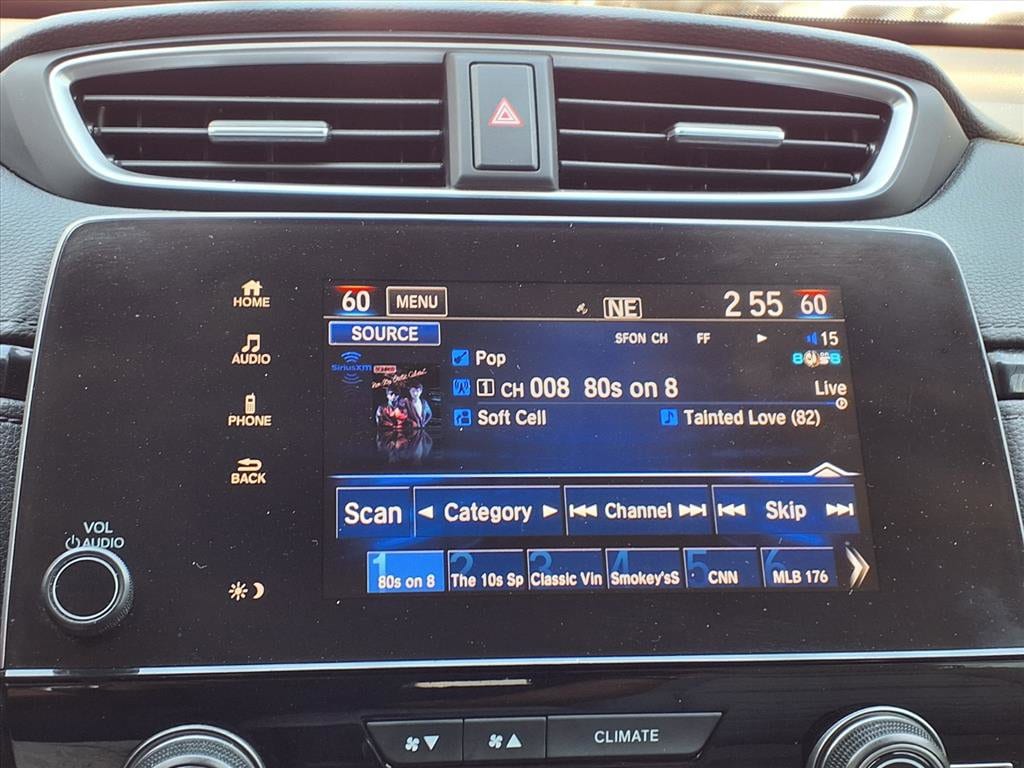 HOME
AUDIO
PHONE
BACK
VOL
AUDIO
60 MENU NE 2 55 60
SOURCE SFON CH FF 15
SiriusXM Pop
1 CH 008 80s on 8 Live
Soft Cell Tainted Love (82)
Scan Category Channel Skip
1 80s on 8
2 The 10s Sp
3 Classic Vin
4 Smokey'sS
5 CNN
6 MLB 176
CLIMATE